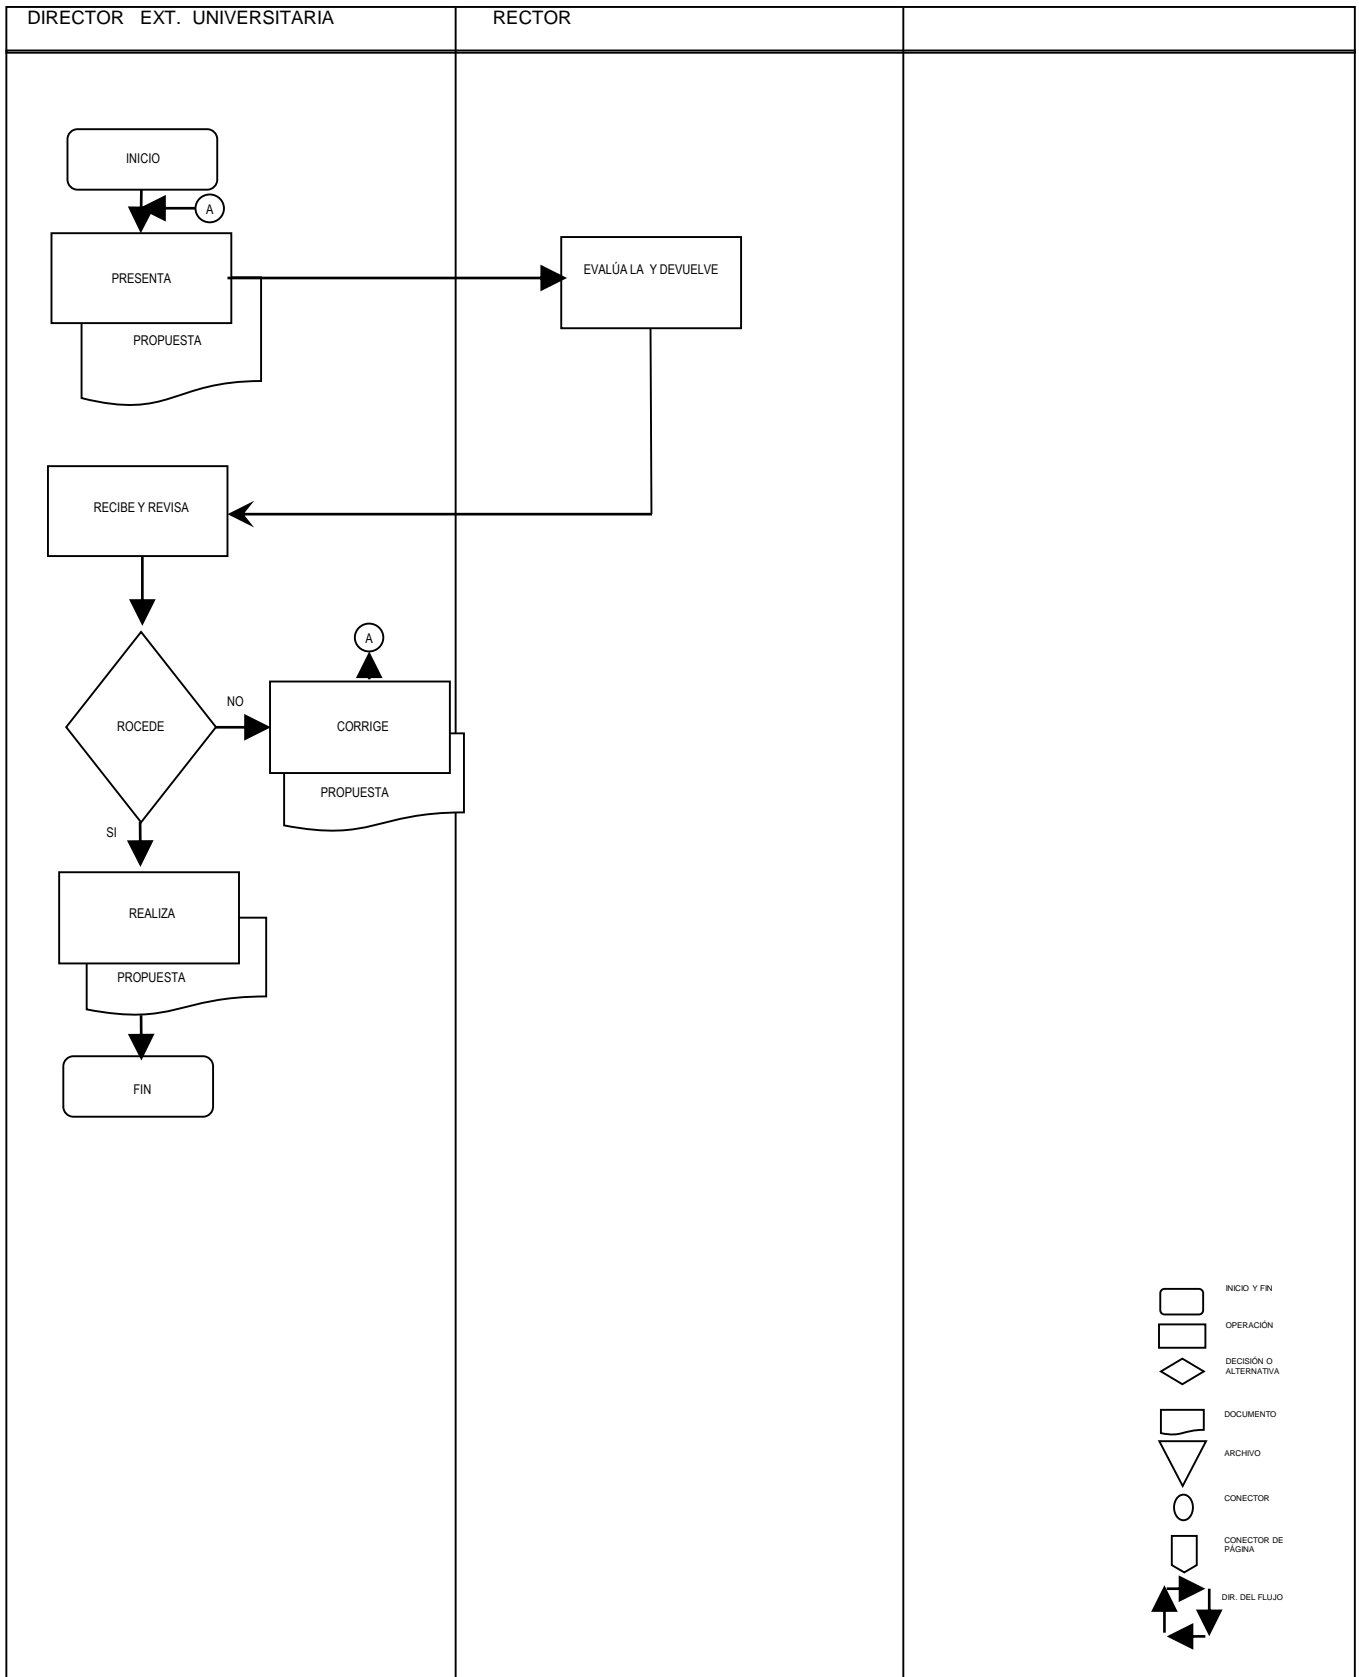 DIRECTOR EXT. UNIVERSITARIA
RECTOR
INICIO
A
PRESENTA
PROPUESTA
EVALÚA LA Y DEVUELVE
RECIBE Y REVISA
A
ROCEDE
NO
CORRIGE
PROPUESTA
SI
REALIZA
PROPUESTA
FIN
INICIO Y FIN
OPERACIÓN
DECISIÓN O
ALTERNATIVA
DOCUMENTO
ARCHIVO
CONECTOR
CONECTOR DE
PÁGINA
DIR. DEL FLUJO